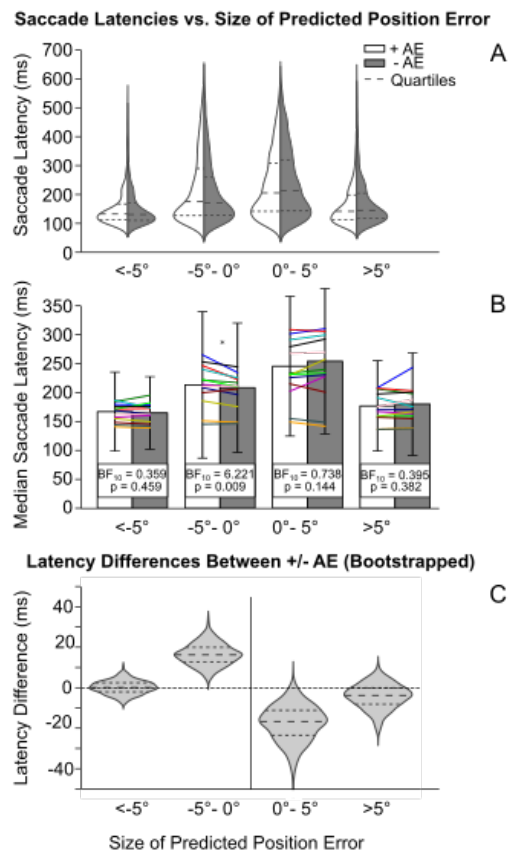 Saccade Latencies vs. Size of Predicted Position Error
A
+ AE
- AE
Quartiles
Saccade Latency (ms)
700
600
500
400
300
200
100
0
<-5° -5°- 0° 0°- 5° >5°
B
Median Saccade Latency (ms)
350
300
250
200
150
100
50
0
*
BF₁₀ = 0.359
p = 0.459
BF₁₀ = 6.221
p = 0.009
BF₁₀ = 0.738
p = 0.144
BF₁₀ = 0.395
p = 0.382
<-5° -5°- 0° 0°- 5° >5°
Latency Differences Between +/- AE (Bootstrapped)
C
Latency Difference (ms)
40
20
0
-20
-40
<-5° -5°- 0° 0°- 5° >5°
Size of Predicted Position Error